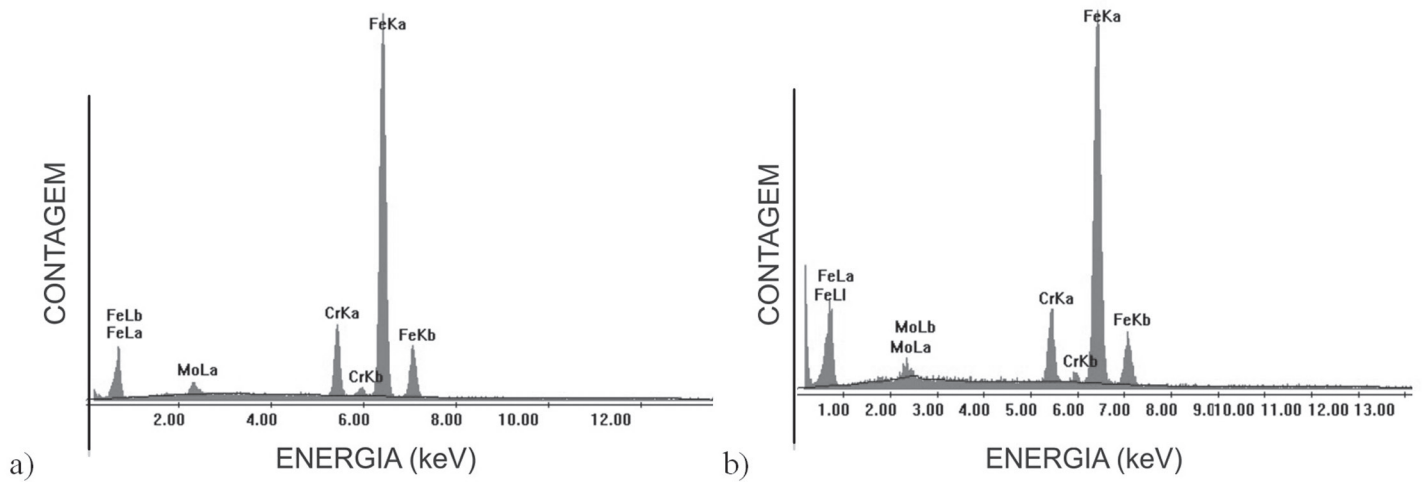 FeKa
CONTAGEM
FeLb
FeLa
MoLa
CrKa
CrKb
FeKb
2.00 4.00 6.00 8.00 10.00 12.00
a) ENERGIA (keV)
FeKa
CONTAGEM
FeLa
FeLl
MoLb
MoLa
CrKa
CrKb
FeKb
1.00 2.00 3.00 4.00 5.00 6.00 7.00 8.00 9.010.00 11.00 12.00 13.00
b) ENERGIA (keV)